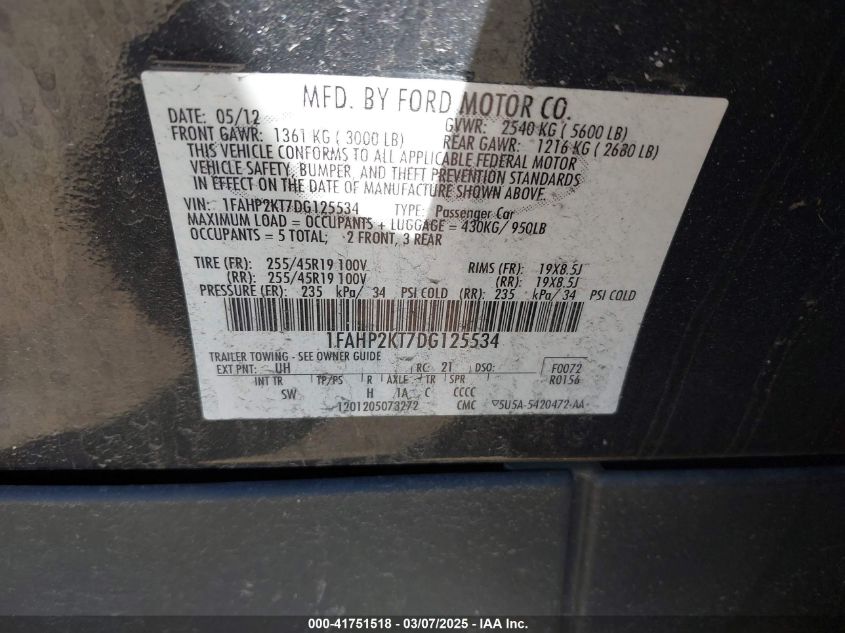 MFD. BY FORD MOTOR CO.
DATE: 05/12 GVWR: 2540 KG ( 5600 LB)
FRONT GAWR: 1361 KG ( 3000 LB) REAR GAWR: 1216 KG ( 2680 LB)
THIS VEHICLE CONFORMS TO ALL APPLICABLE FEDERAL MOTOR
VEHICLE SAFETY, BUMPER, AND THEFT PREVENTION STANDARDS
IN EFFECT ON THE DATE OF MANUFACTURE SHOWN ABOVE.
VIN: 1FAHP2KT7DG125534 TYPE: Passenger Car
MAXIMUM LOAD = OCCUPANTS + LUGGAGE = 430KG/ 950LB
OCCUPANTS = 5 TOTAL; 2 FRONT, 3 REAR
TIRE (FR): 255/45R19 100V RIMS (FR): 19X8.5J
(RR): 255/45R19 100V (RR): 19X8.5J
PRESSURE (FR): 235 kPa/ 34 PSI COLD (RR): 235 kPa/ 34 PSI COLD
1FAHP2KT7DG125534
TRAILER TOWING - SEE OWNER GUIDE
EXT PNT: UH RC: 21 DSO: F0072
INT TR TP/PS R AXLE TR SPR R0156
SW H 1A C CCCC
1201205073272 CMC ▽5U5A-5420472-AA
000-41751518 - 03/07/2025 - IAA Inc.